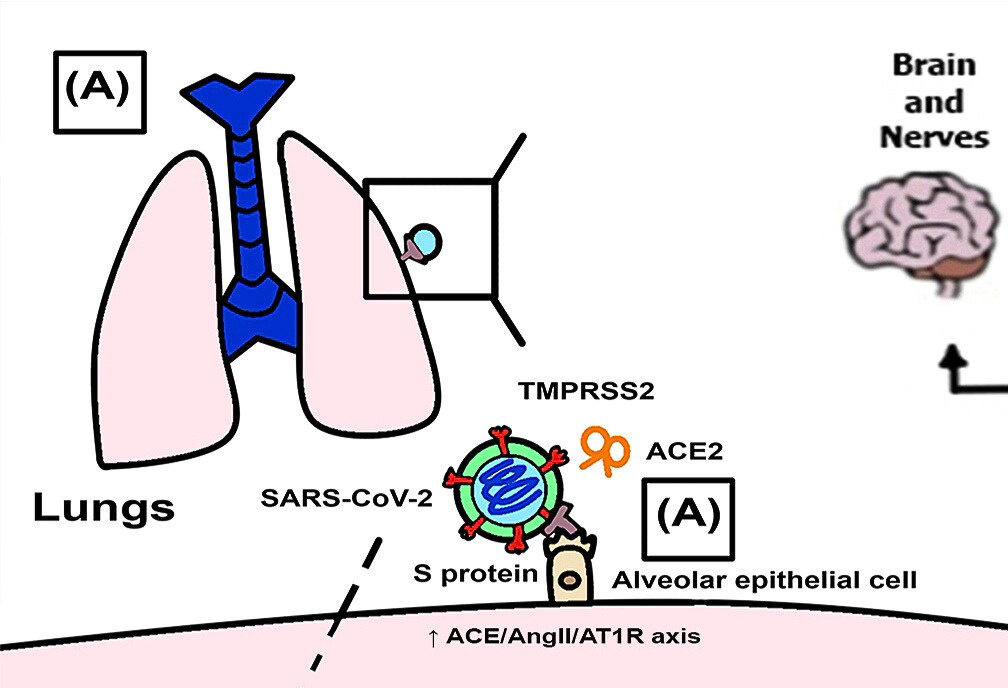 (A)
Brain
and
Nerves
TMPRSS2
ACE2
SARS-CoV-2
(A)
Lungs
S protein
Alveolar epithelial cell
↑ ACE/AngII/AT1R axis